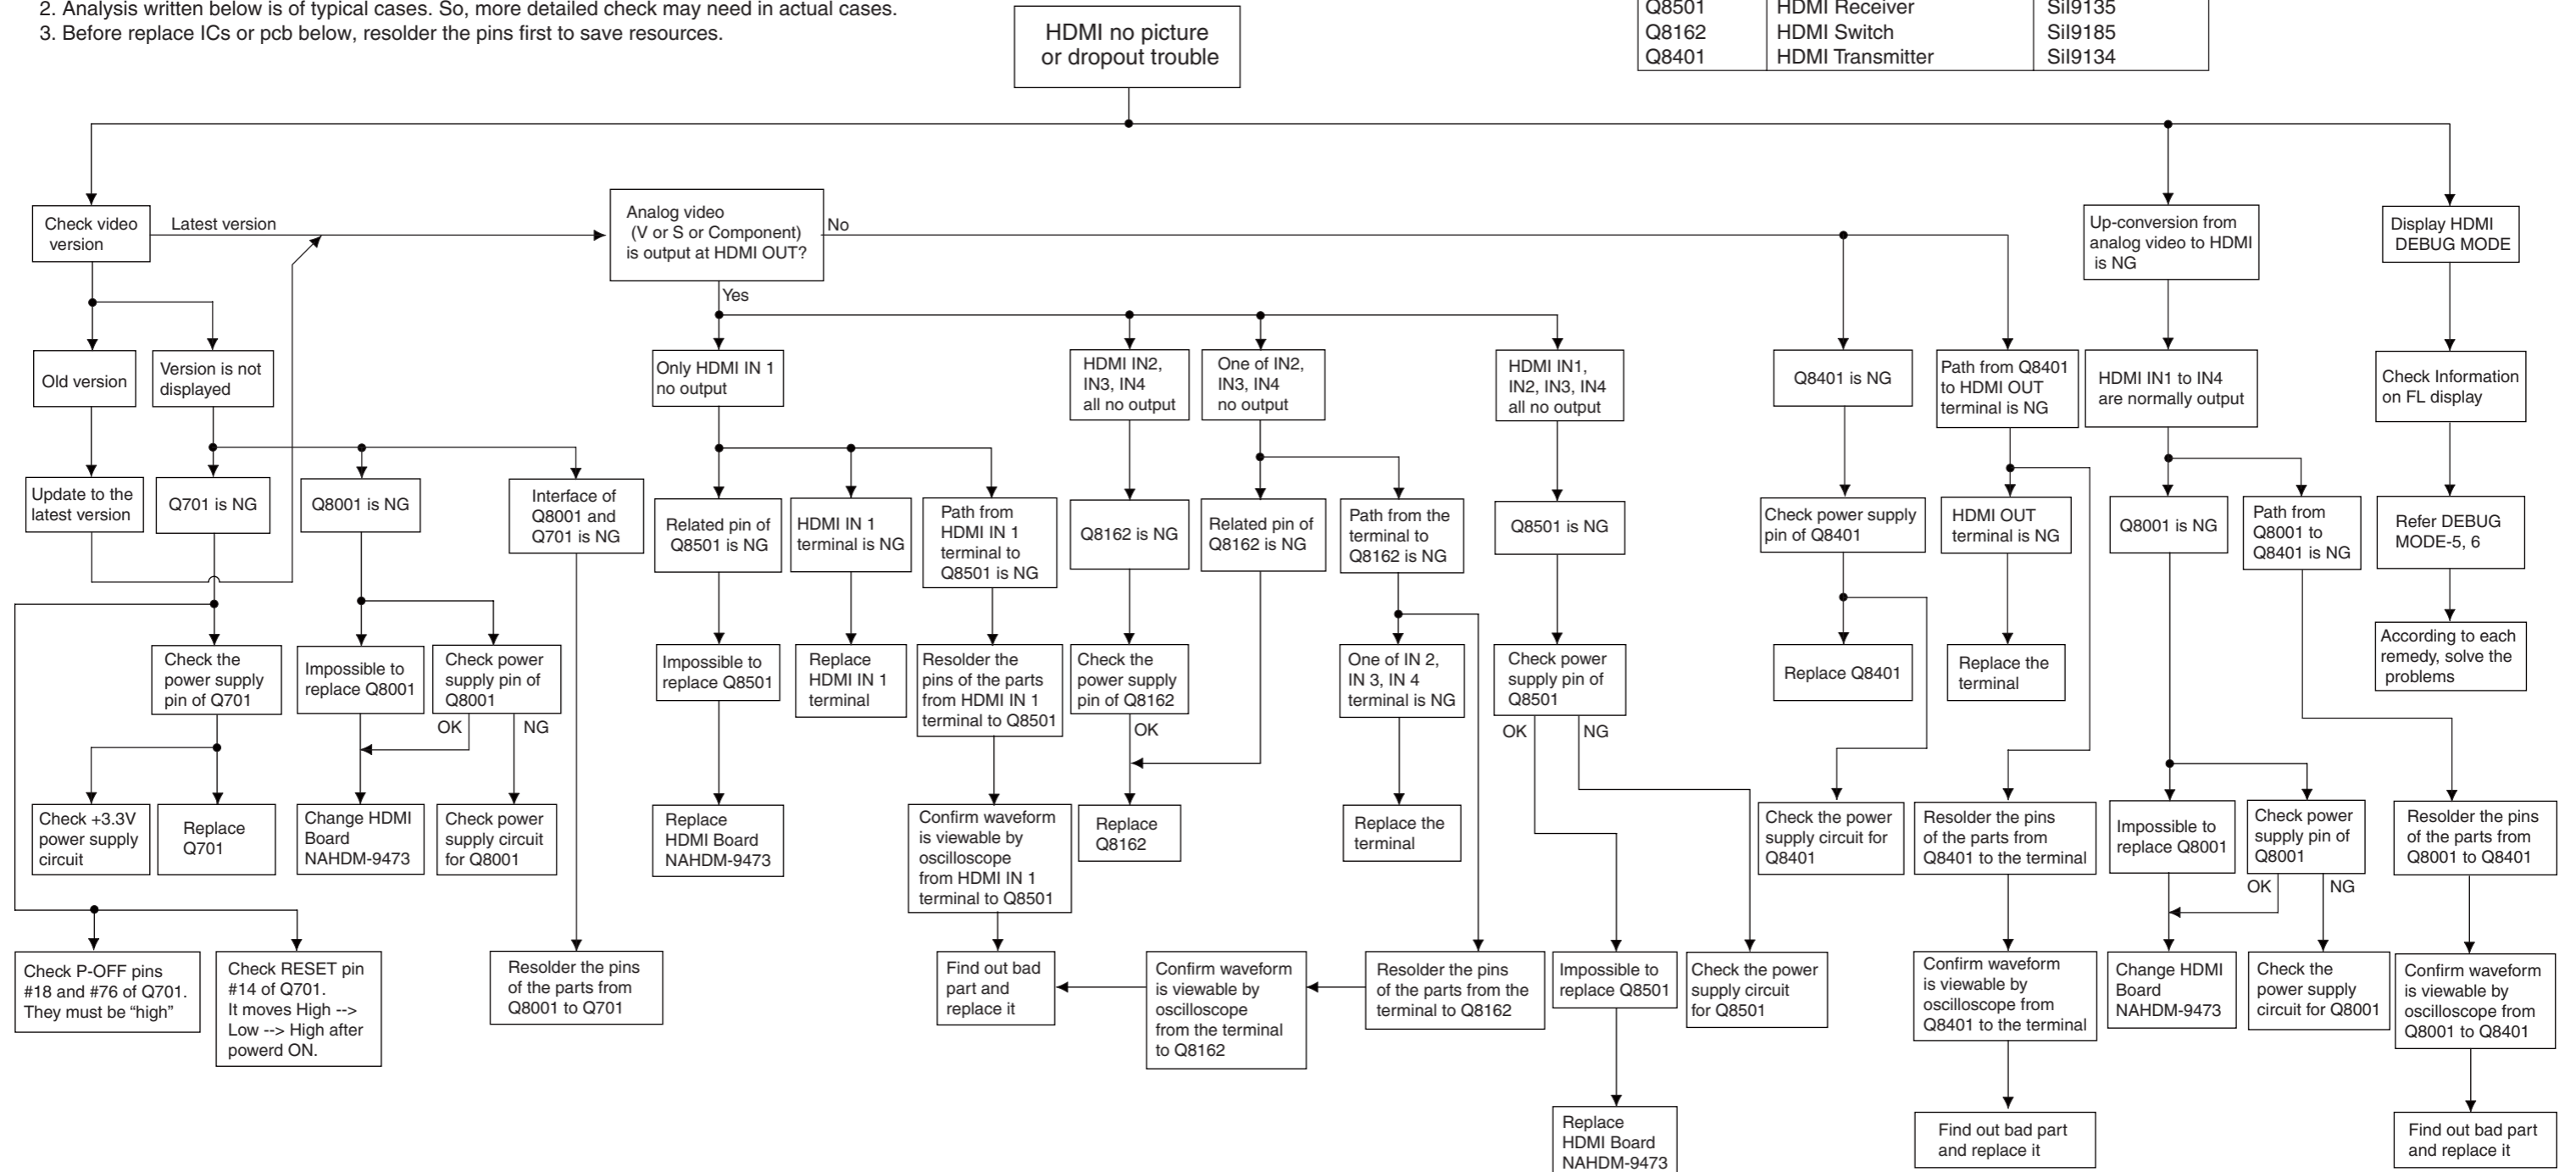 2. Analysis written below is of typical cases. So, more detailed check may need in actual cases.
3. Before replace ICs or pcb below, resolder the pins first to save resources.
HDMI no picture
or dropout trouble
Q8501 HDMI Receiver SiI9135
Q8162 HDMI Switch SiI9185
Q8401 HDMI Transmitter SiI9134
Check video
version
Latest version
Analog video
(V or S or Component)
is output at HDMI OUT?
No
Yes
Up-conversion from
analog video to HDMI
is NG
Display HDMI
DEBUG MODE
Old version
Version is not
displayed
Only HDMI IN 1
no output
HDMI IN2,
IN3, IN4
all no output
One of IN2,
IN3, IN4
no output
HDMI IN1,
IN2, IN3, IN4
all no output
Q8401 is NG
Path from Q8401
to HDMI OUT
terminal is NG
HDMI IN1 to IN4
are normally output
Check Information
on FL display
Update to the
latest version
Q701 is NG
Q8001 is NG
Interface of
Q8001 and
Q701 is NG
Related pin of
Q8501 is NG
HDMI IN 1
terminal is NG
Path from
HDMI IN 1
terminal to
Q8501 is NG
Q8162 is NG
Related pin of
Q8162 is NG
Path from the
terminal to
Q8162 is NG
Q8501 is NG
Check power supply
pin of Q8401
HDMI OUT
terminal is NG
Q8001 is NG
Path from
Q8001 to
Q8401 is NG
Refer DEBUG
MODE-5, 6
Check the
power supply
pin of Q701
Impossible to
replace Q8001
Check power
supply pin of
Q8001
OK
NG
Impossible to
replace Q8501
Replace
HDMI IN 1
terminal
Resolder the
pins of the parts
from HDMI IN 1
terminal to Q8501
Check the
power supply
pin of Q8162
OK
One of IN 2,
IN 3, IN 4
terminal is NG
Check power
supply pin of
Q8501
OK
NG
Replace Q8401
Replace the
terminal
According to each
remedy, solve the
problems
Check +3.3V
power supply
circuit
Replace
Q701
Change HDMI
Board
NAHDM-9473
Check power
supply circuit
for Q8001
Replace
HDMI Board
NAHDM-9473
Confirm waveform
is viewable by
oscilloscope
from HDMI IN 1
terminal to Q8501
Replace
Q8162
Replace the
terminal
Check the power
supply circuit for
Q8401
Resolder the pins
of the parts from
Q8401 to the terminal
Impossible to
replace Q8001
Check power
supply pin of
Q8001
OK
NG
Resolder the pins
of the parts from
Q8001 to Q8401
Check P-OFF pins
#18 and #76 of Q701.
They must be “high”
Check RESET pin
#14 of Q701.
It moves High -->
Low --> High after
powerd ON.
Resolder the pins
of the parts from
Q8001 to Q701
Find out bad
part and
replace it
Confirm waveform
is viewable by
oscilloscope
from the terminal
to Q8162
Resolder the pins
of the parts from the
terminal to Q8162
Impossible to
replace Q8501
Check the power
supply circuit
for Q8501
Confirm waveform
is viewable by
oscilloscope from
Q8401 to the terminal
Change HDMI
Board
NAHDM-9473
Check the
power supply
circuit for Q8001
Confirm waveform
is viewable by
oscilloscope from
Q8001 to Q8401
Replace
HDMI Board
NAHDM-9473
Find out bad part
and replace it
Find out bad part
and replace it